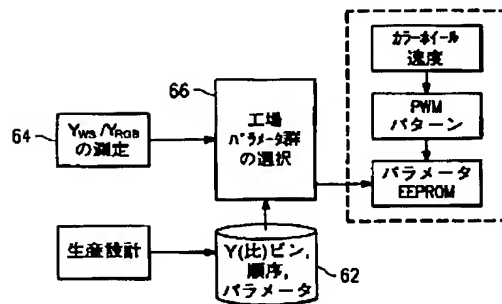 66
カラーホイール
速度
64
Yws/YRGB
の測定
工場
パラメータ群
の選択
PWM
パターン
パラメータ
EEPROM
生産設計
Y(比)ビン,
順序,
パラメータ
62